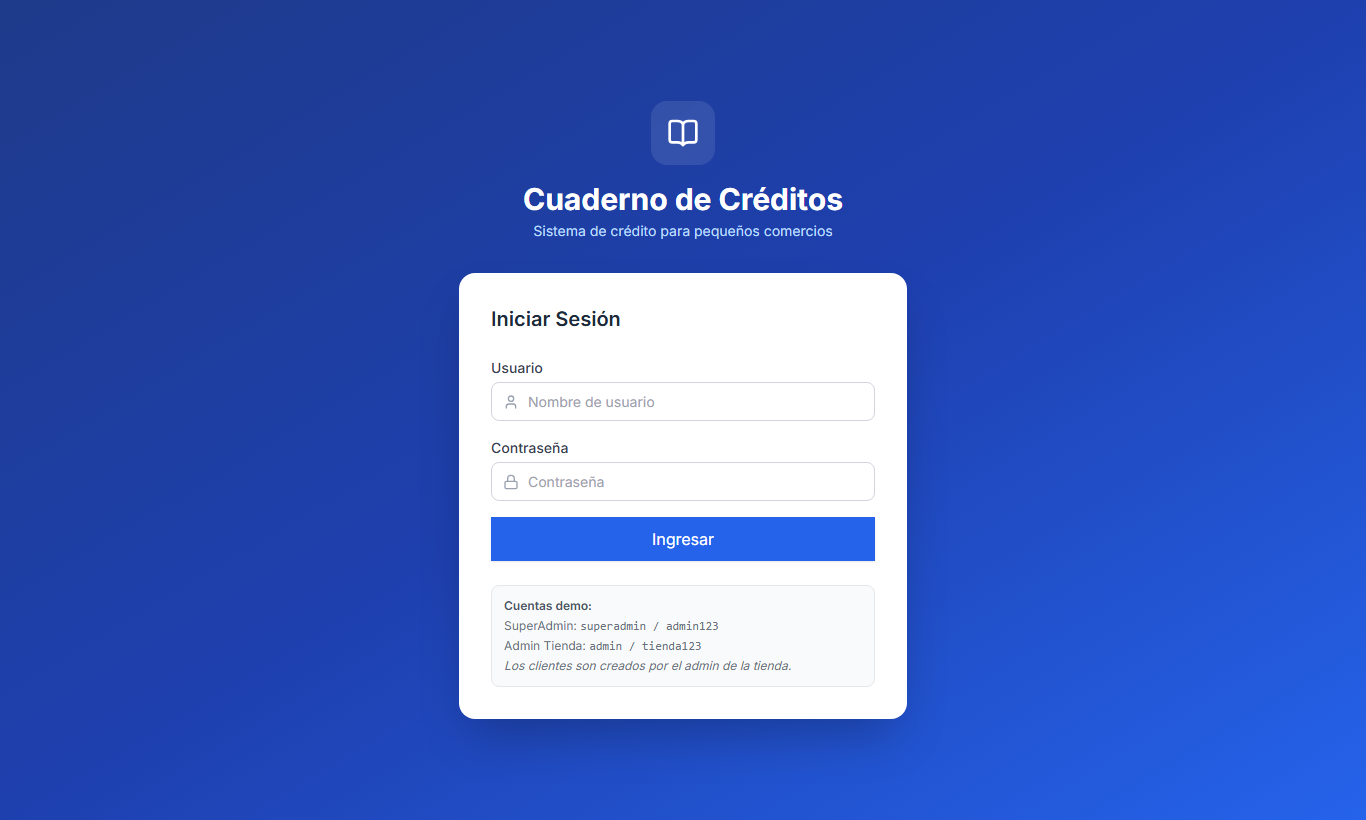 Cuaderno de Créditos
Sistema de crédito para pequeños comercios
Iniciar Sesión
Usuario
Nombre de usuario
Contraseña
Contraseña
Ingresar
Cuentas demo:
SuperAdmin: superadmin / admin123
Admin Tienda: admin / tienda123
Los clientes son creados por el admin de la tienda.